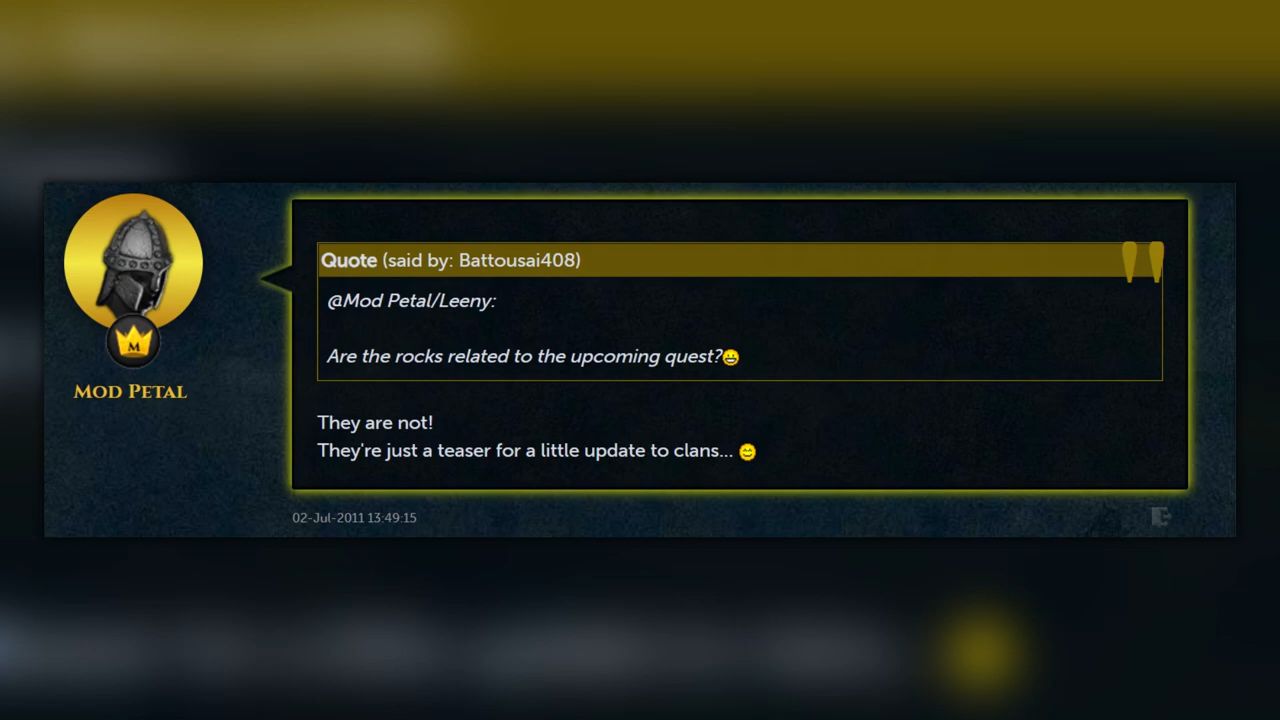 Quote (said by: Battousai408)
@Mod Petal/Leeny:
Are the rocks related to the upcoming quest?😀
M
MOD PETAL
They are not!
They're just a teaser for a little update to clans... 😊
02-Jul-2011 13:49:15